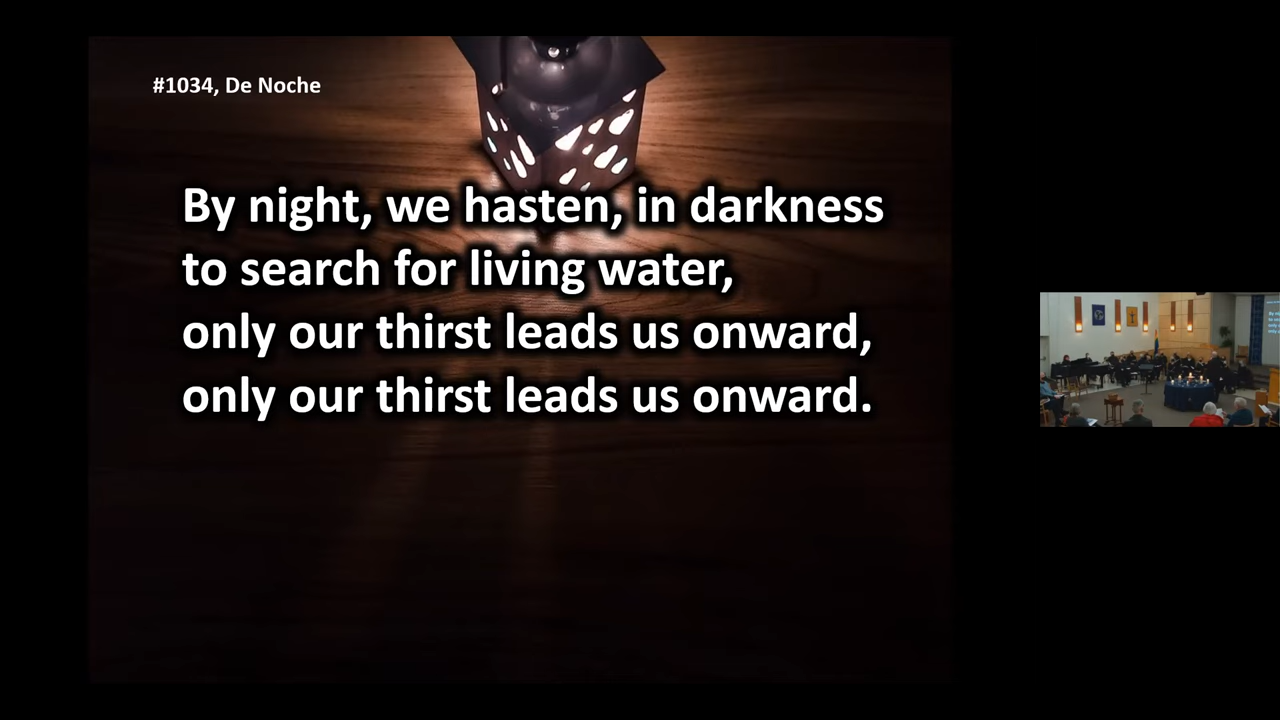 #1034, De Noche
By night, we hasten, in darkness
to search for living water,
only our thirst leads us onward,
only our thirst leads us onward.